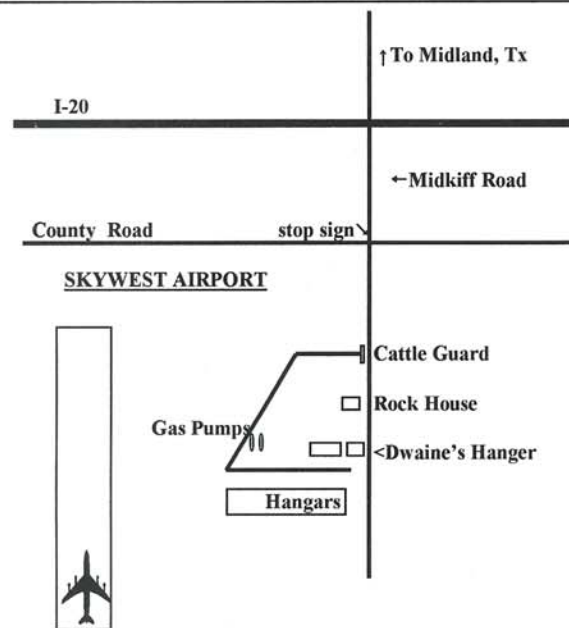 ↑To Midland, Tx
I-20
←Midkiff Road
County Road
stop sign↘
SKYWEST AIRPORT
Cattle Guard
Rock House
Gas Pumps
<Dwaine's Hanger
Hangars